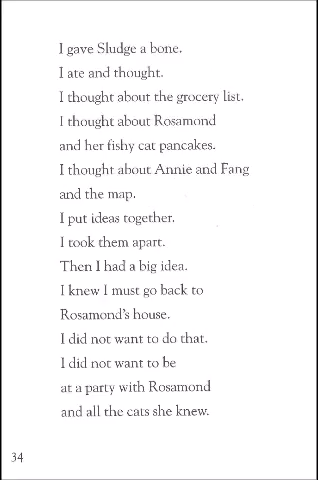 I gave Sludge a bone.
I ate and thought.
I thought about the grocery list.
I thought about Rosamond
and her fishy cat pancakes.
I thought about Annie and Fang
and the map.
I put ideas together.
I took them apart.
Then I had a big idea.
I knew I must go back to
Rosamond's house.
I did not want to do that.
I did not want to be
at a party with Rosamond
and all the cats she knew.
34